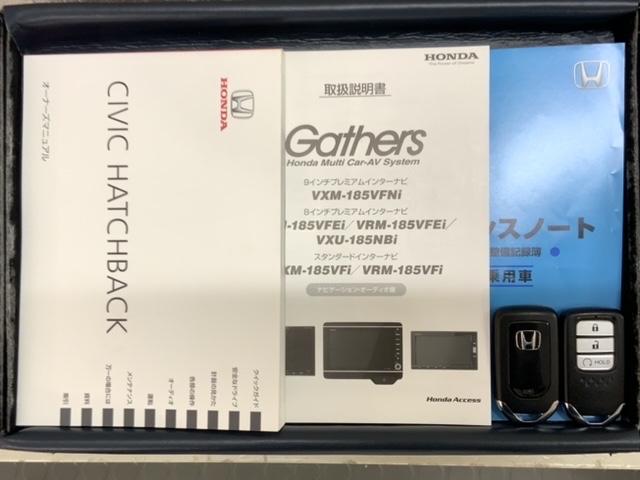 HONDA
CIVIC HATCHBACK
オーナーズマニュアル
クイックガイド
安全なドライブ
計器の見かた
各部の操作
オーディオ
運転
メンテナンス
万一の場合には
資料
索引
HONDA
The Power of Dreams
取扱説明書
Gathers
Honda Multi Car-AV System
9インチプレミアムインターナビ
VXM-185VFNi
8インチプレミアムインターナビ
-185VFEi/VRM-185VFEi/
VXU-185NBi
スタンダードインターナビ
XM-185VFi/VRM-185VFi
ナビゲーション・オーディオ編
Honda Access
スノート
整備記録簿
乗用車
HOLD